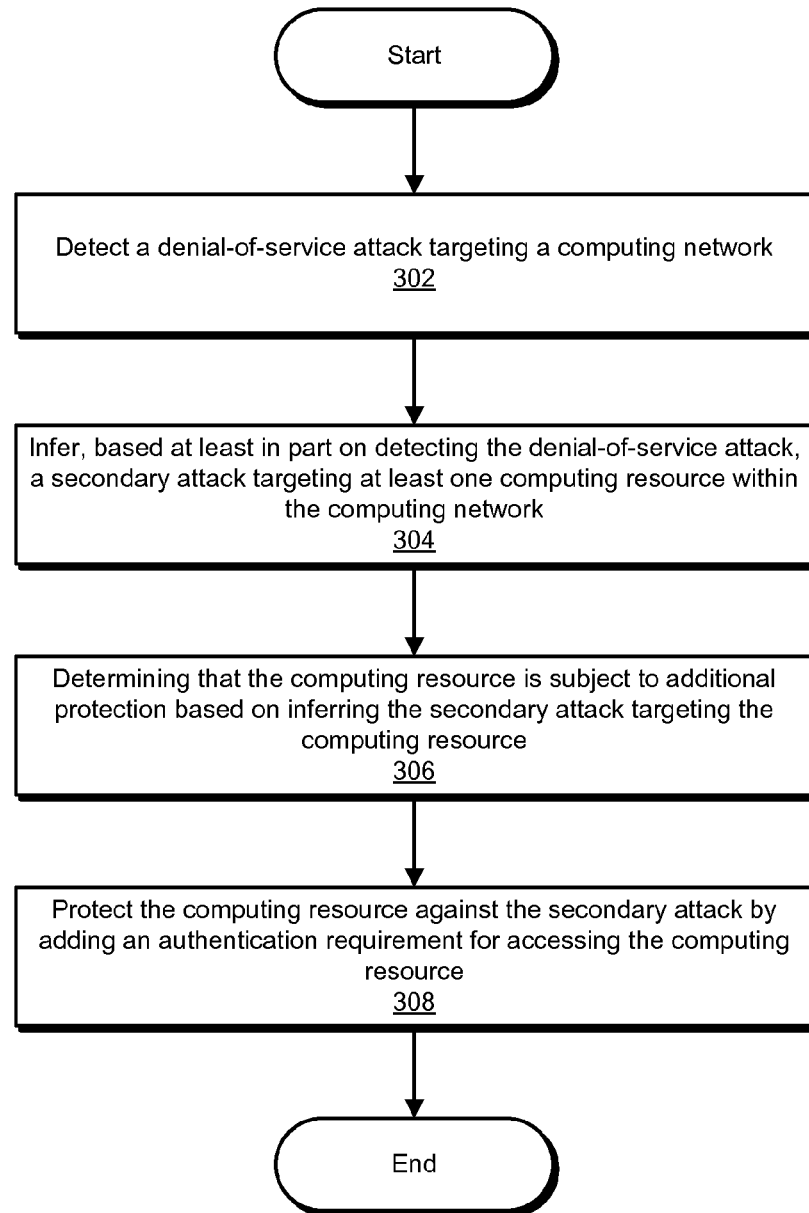 Start
Detect a denial-of-service attack targeting a computing network
302
Infer, based at least in part on detecting the denial-of-service attack,
a secondary attack targeting at least one computing resource within
the computing network
304
Determining that the computing resource is subject to additional
protection based on inferring the secondary attack targeting the
computing resource
306
Protect the computing resource against the secondary attack by
adding an authentication requirement for accessing the computing
resource
308
End